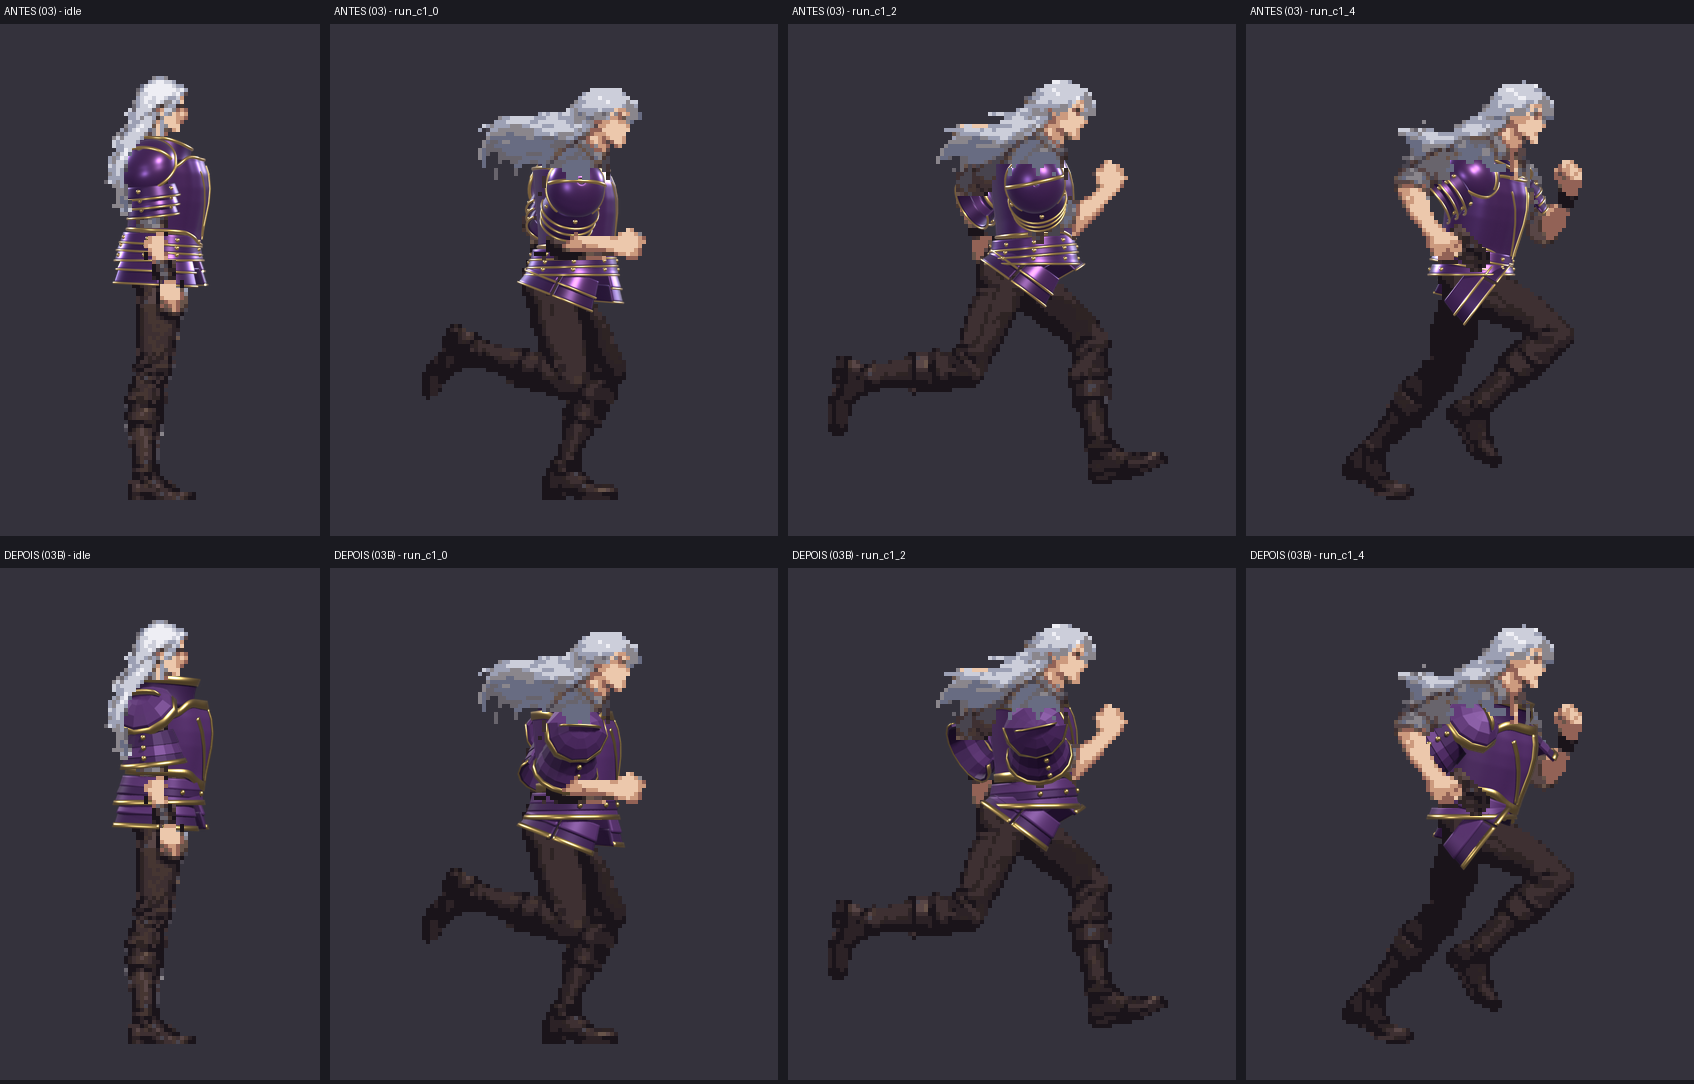 ANTES (03) - idle
ANTES (03) - run_c1_0
ANTES (03) - run_c1_2
ANTES (03) - run_c1_4
DEPOIS (03B) - idle
DEPOIS (03B) - run_c1_0
DEPOIS (03B) - run_c1_2
DEPOIS (03B) - run_c1_4